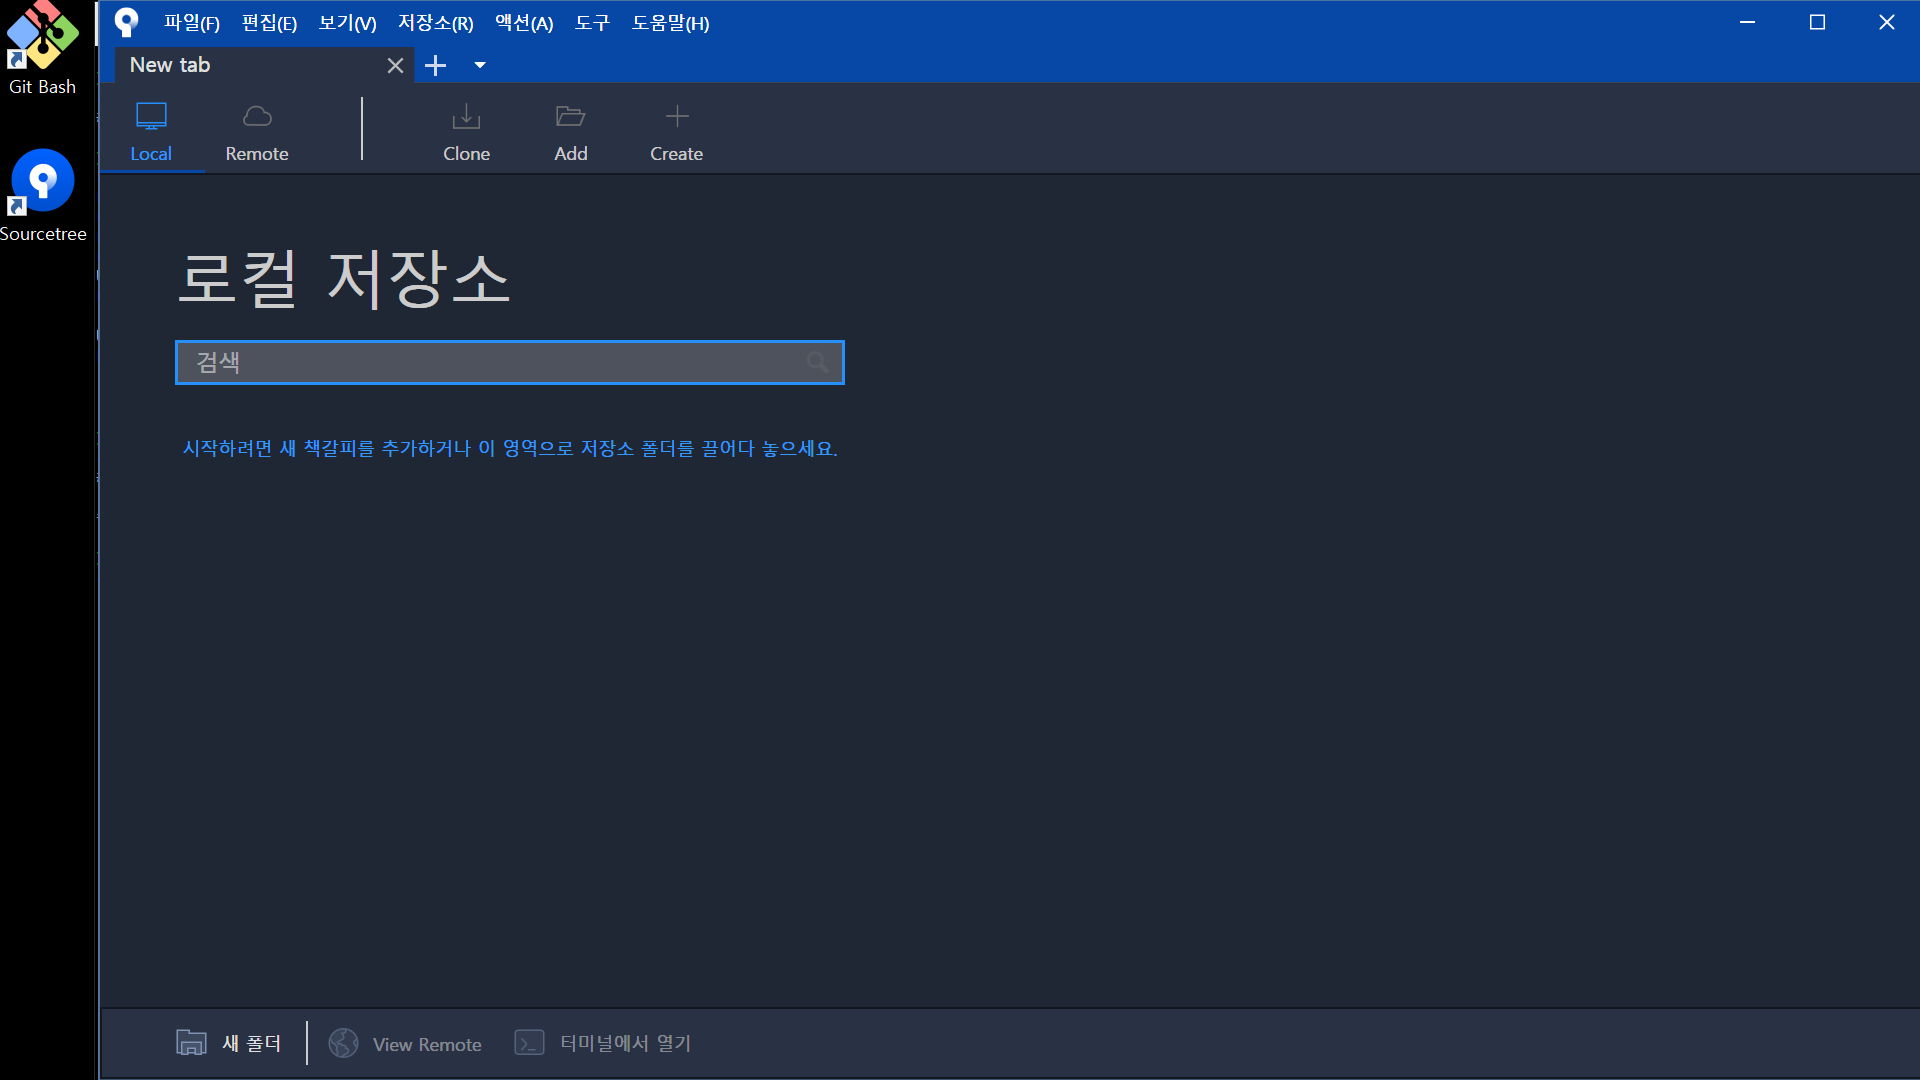 Git Bash
Sourcetree
파일(F) 편집(E) 보기(V) 저장소(R) 액션(A) 도구 도움말(H)
New tab
Local Remote Clone Add Create
로컬 저장소
검색
시작하려면 새 책갈피를 추가하거나 이 영역으로 저장소 폴더를 끌어다 놓으세요.
새 폴더 View Remote 터미널에서 열기